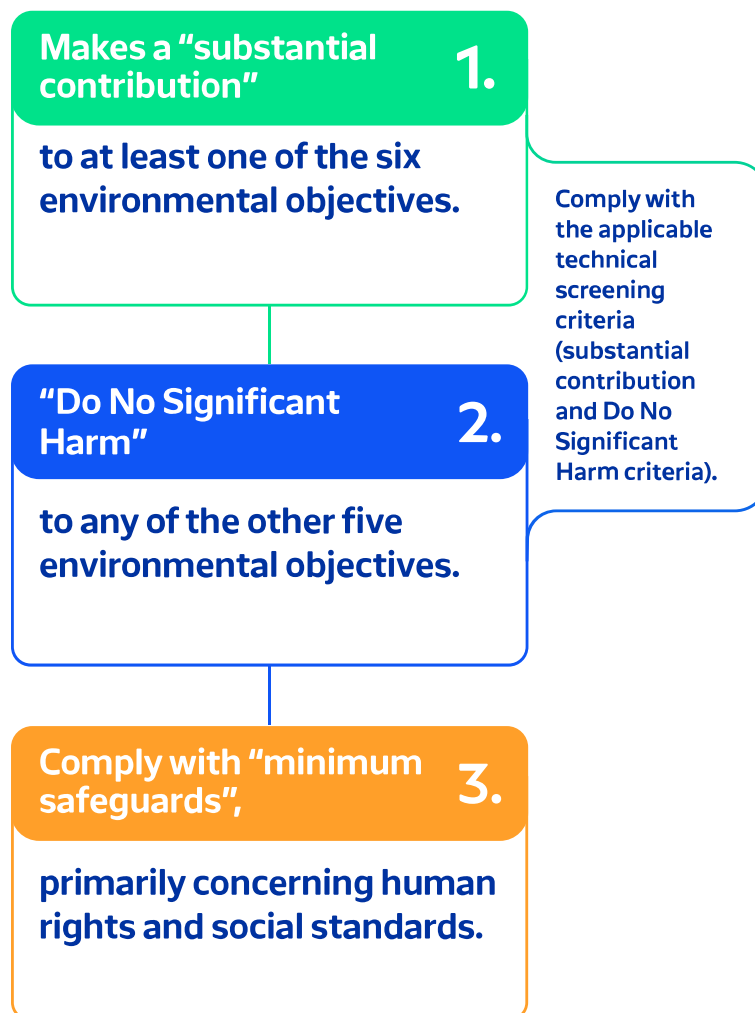 Makes a “substantial
contribution”
1.
to at least one of the six
environmental objectives.
Comply with
the applicable
technical
screening
criteria
(substantial
contribution
and Do No
Significant
Harm criteria).
“Do No Significant
Harm”
2.
to any of the other five
environmental objectives.
Comply with “minimum
safeguards”,
3.
primarily concerning human
rights and social standards.